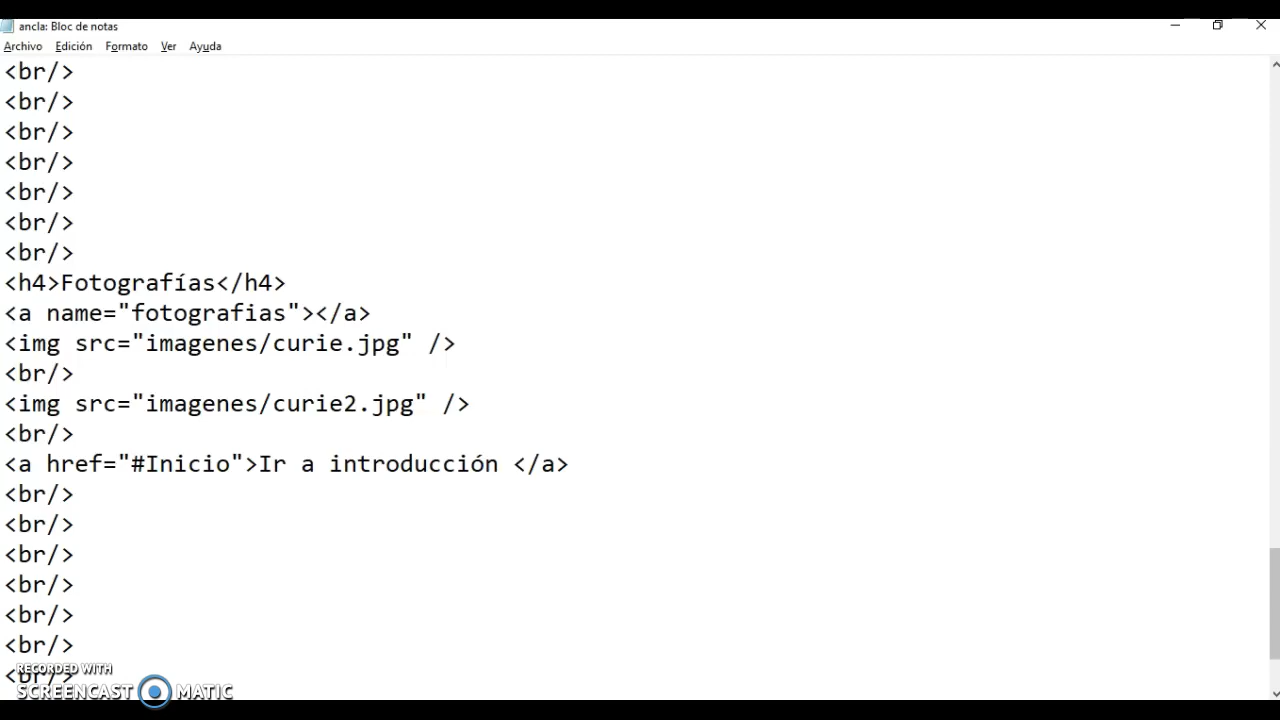 ancla: Bloc de notas
Archivo Edición Formato Ver Ayuda
<br/>
<br/>
<br/>
<br/>
<br/>
<br/>
<br/>
<h4>Fotografías</h4>
<a name="fotografias"></a>
<img src="imagenes/curie.jpg" />
<br/>
<img src="imagenes/curie2.jpg" />
<br/>
<a href="#Inicio">Ir a introducción </a>
<br/>
<br/>
<br/>
<br/>
<br/>
<br/>
<br/>
RECORDED WITH
SCREENCAST MATIC